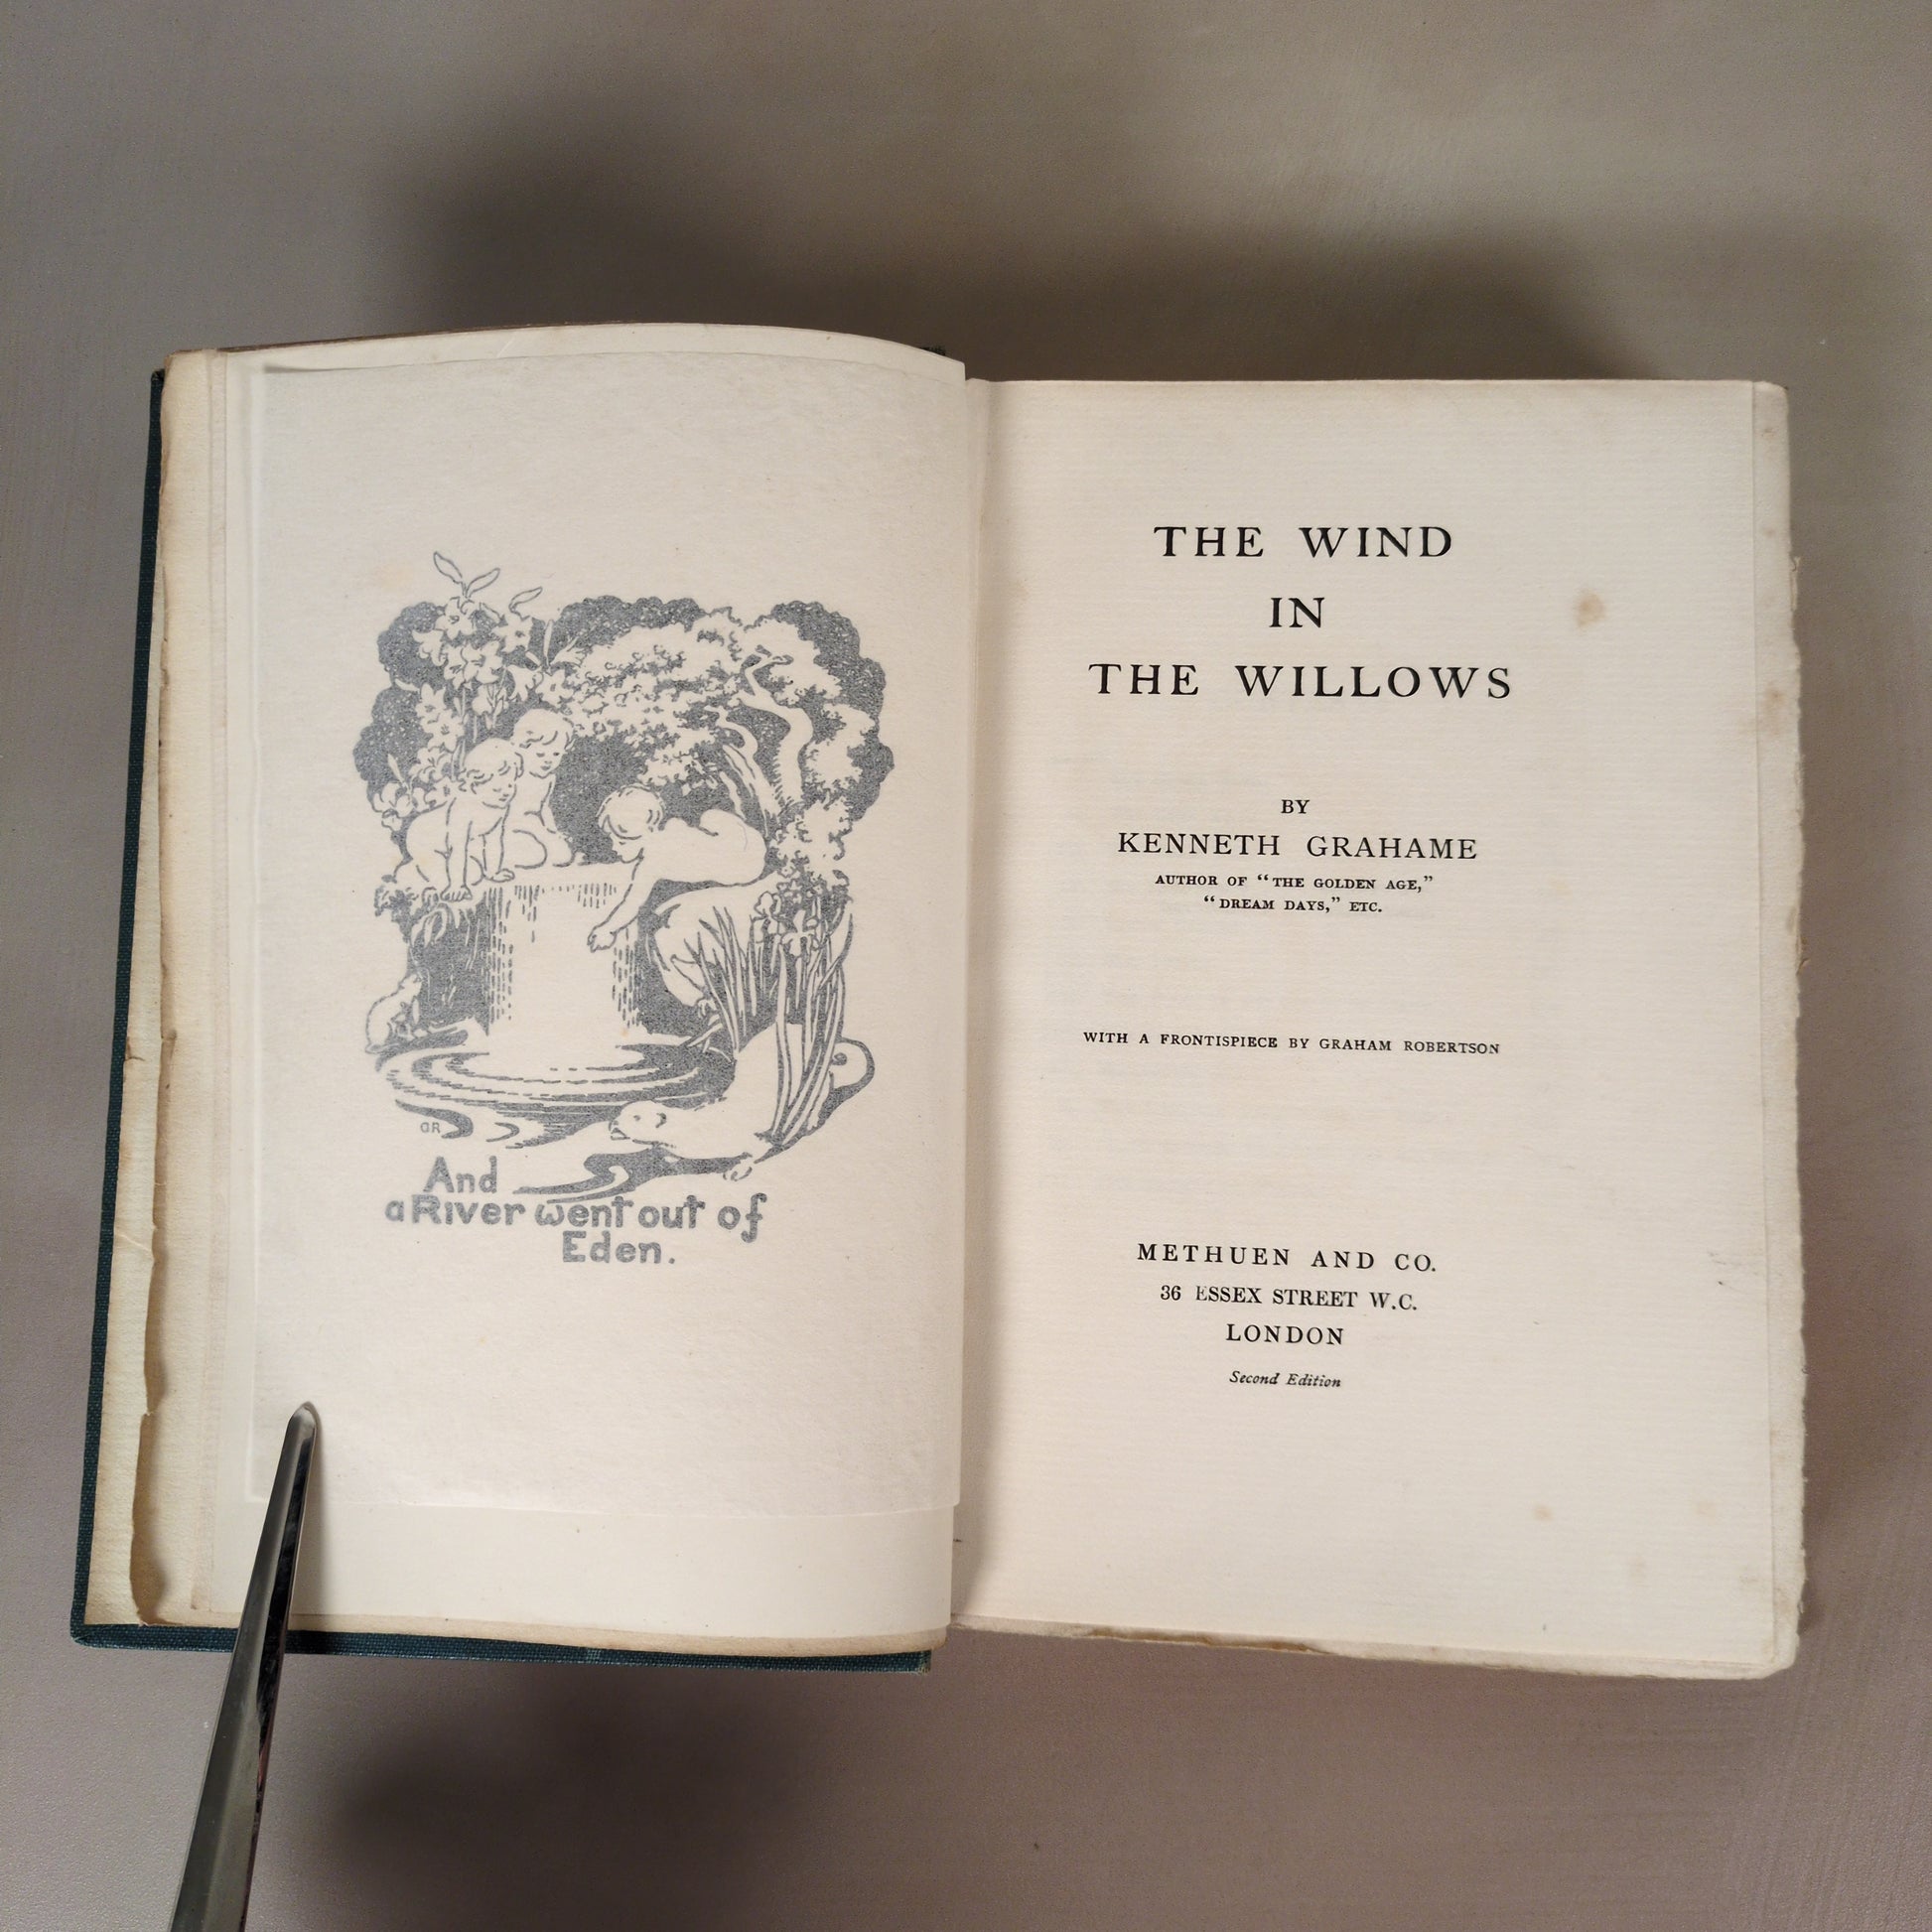 GR
And
a River went out of
Eden.
THE WIND
IN
THE WILLOWS
BY
KENNETH GRAHAME
AUTHOR OF “THE GOLDEN AGE,”
“DREAM DAYS,” ETC.
WITH A FRONTISPIECE BY GRAHAM ROBERTSON
METHUEN AND CO.
36 ESSEX STREET W.C.
LONDON
Second Edition